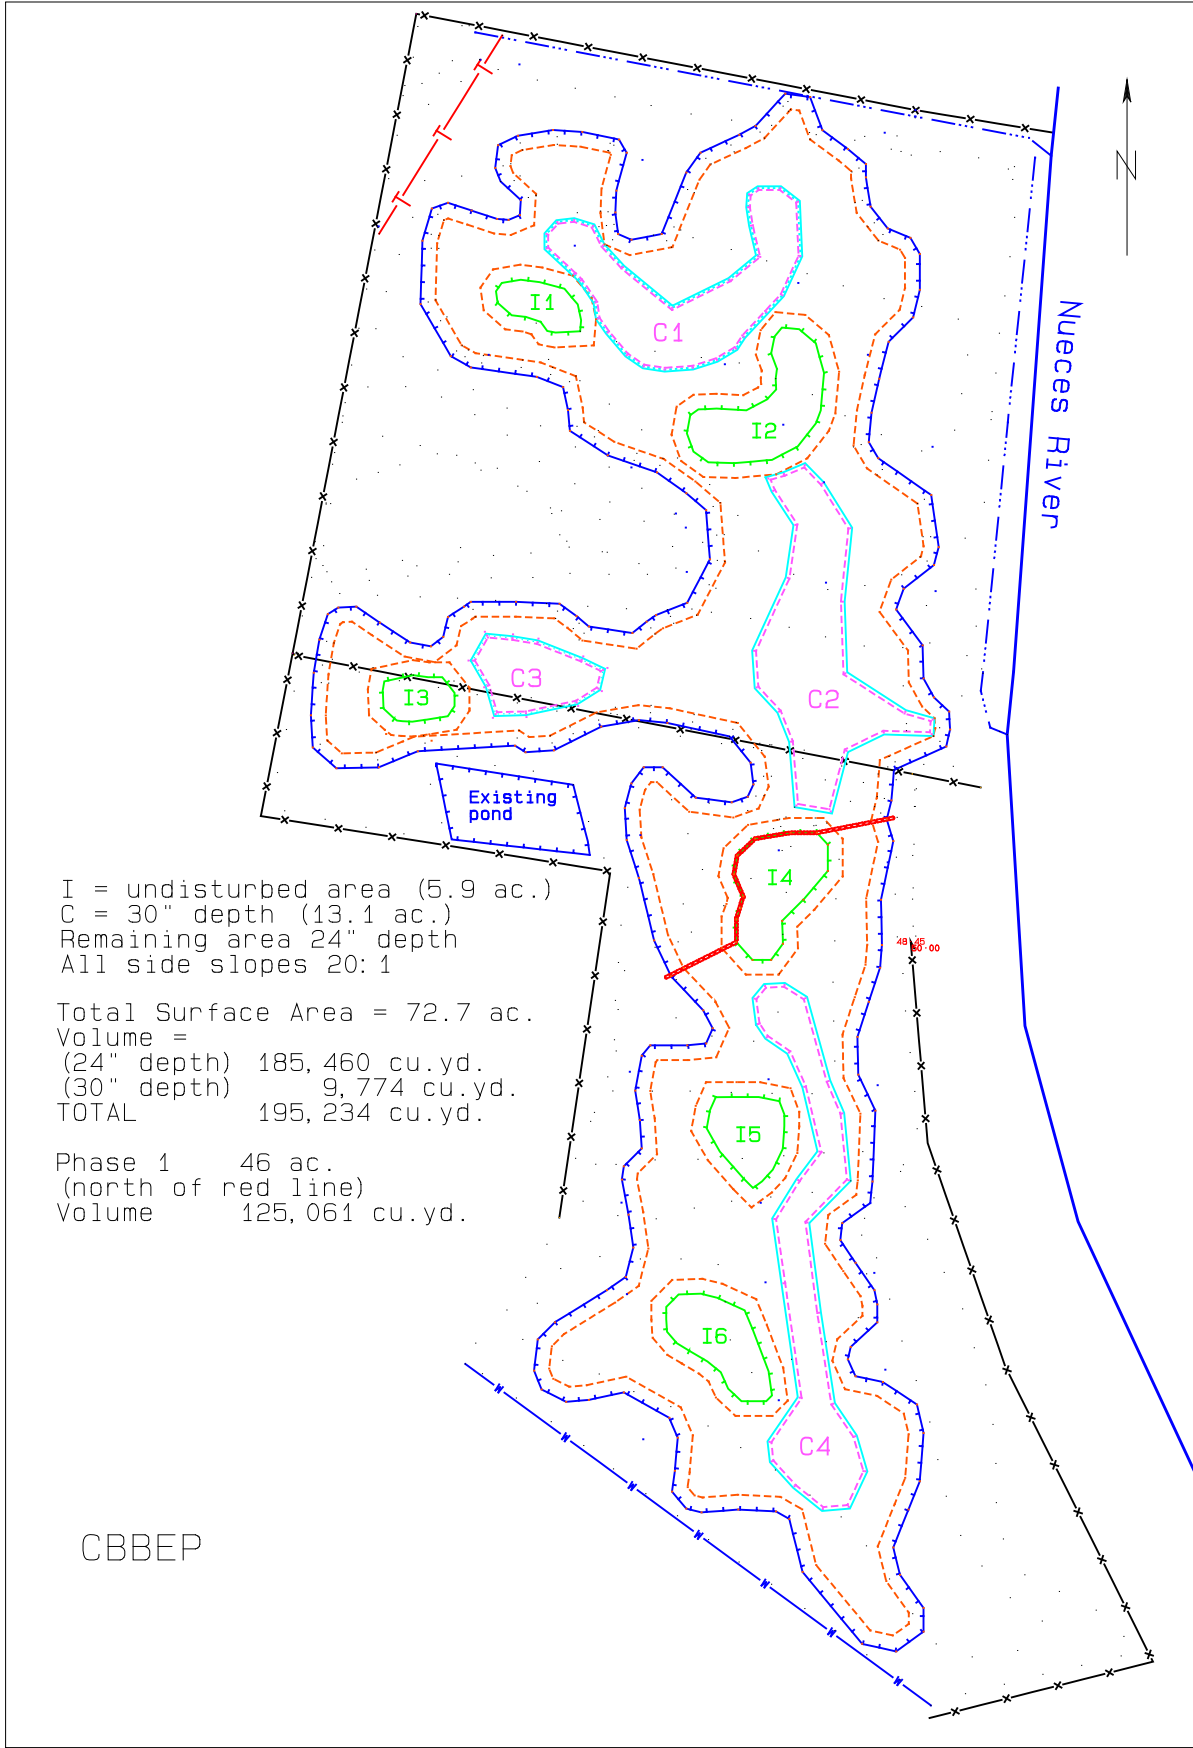 N
Nueces River
I1
C1
I2
C3
I3
C2
Existing
pond
I4
I = undisturbed area (5.9 ac.)
C = 30" depth (13.1 ac.)
Remaining area 24" depth
All side slopes 20:1
Total Surface Area = 72.7 ac.
Volume =
(24" depth) 185,460 cu.yd.
(30" depth) 9,774 cu.yd.
TOTAL 195,234 cu.yd.
I5
Phase 1 46 ac.
(north of red line)
Volume 125,061 cu.yd.
I6
C4
CBBEP